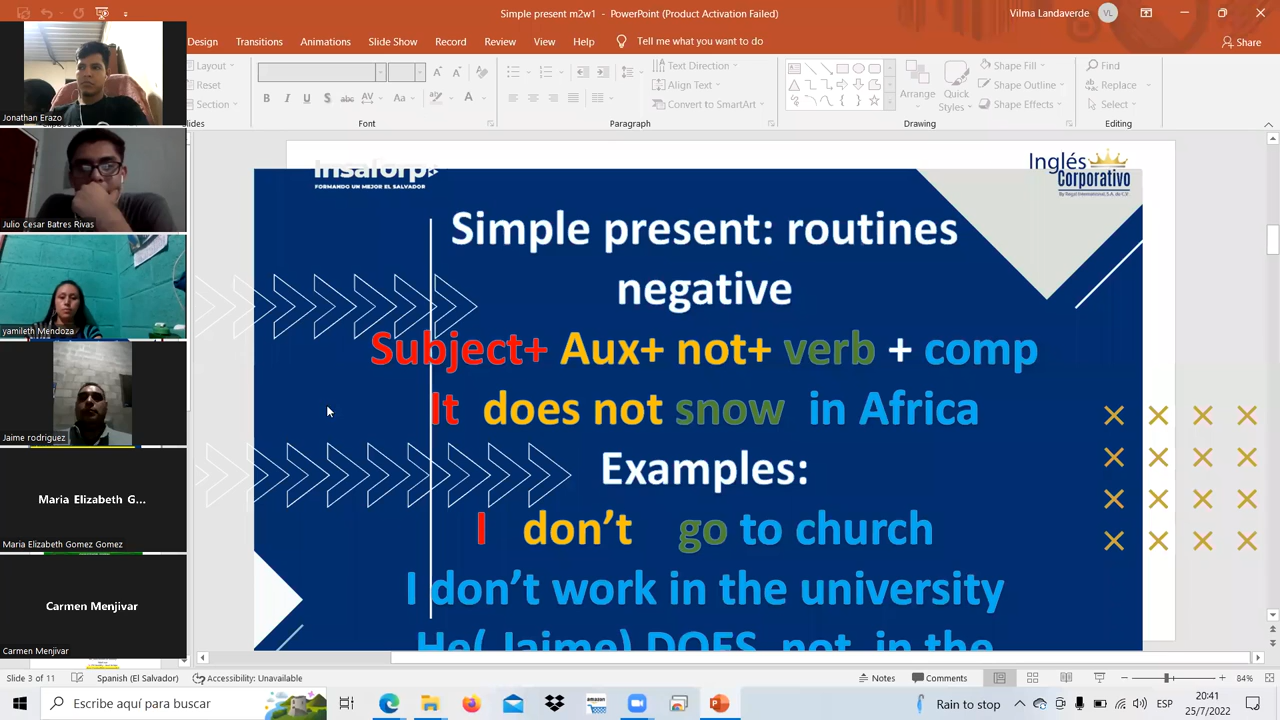 Simple present m2w1 - PowerPoint (Product Activation Failed)
Vilma Landaverde
VL
Design
Transitions
Animations
Slide Show
Record
Review
View
Help
Tell me what you want to do
Share
Layout
Reset
Section
Slides
Font
Text Direction
Align Text
Convert to SmartArt
Paragraph
Arrange
Quick
Styles
Shape Fill
Shape Outline
Shape Effects
Drawing
Find
Replace
Select
Editing
Jonathan Erazo
Julio Cesar Batres Rivas
yamileth Mendoza
Jaime rodriguez
Maria Elizabeth G...
Maria Elizabeth Gomez Gomez
Carmen Menjivar
Carmen Menjivar
Insaforp
FORMANDO UN MEJOR EL SALVADOR
Inglés
Corporativo
By Regal International, S.A. de C.V.
Simple present: routines
negative
Subject+ Aux+ not+ verb + comp
It does not snow in Africa
Examples:
I don't go to church
I don't work in the university
He( Jaime) DOES not in the
Slide 3 of 11
Spanish (El Salvador)
Accessibility: Unavailable
Notes
Comments
84%
Escribe aquí para buscar
amazon
Rain to stop
ESP
20:41
25/7/2022